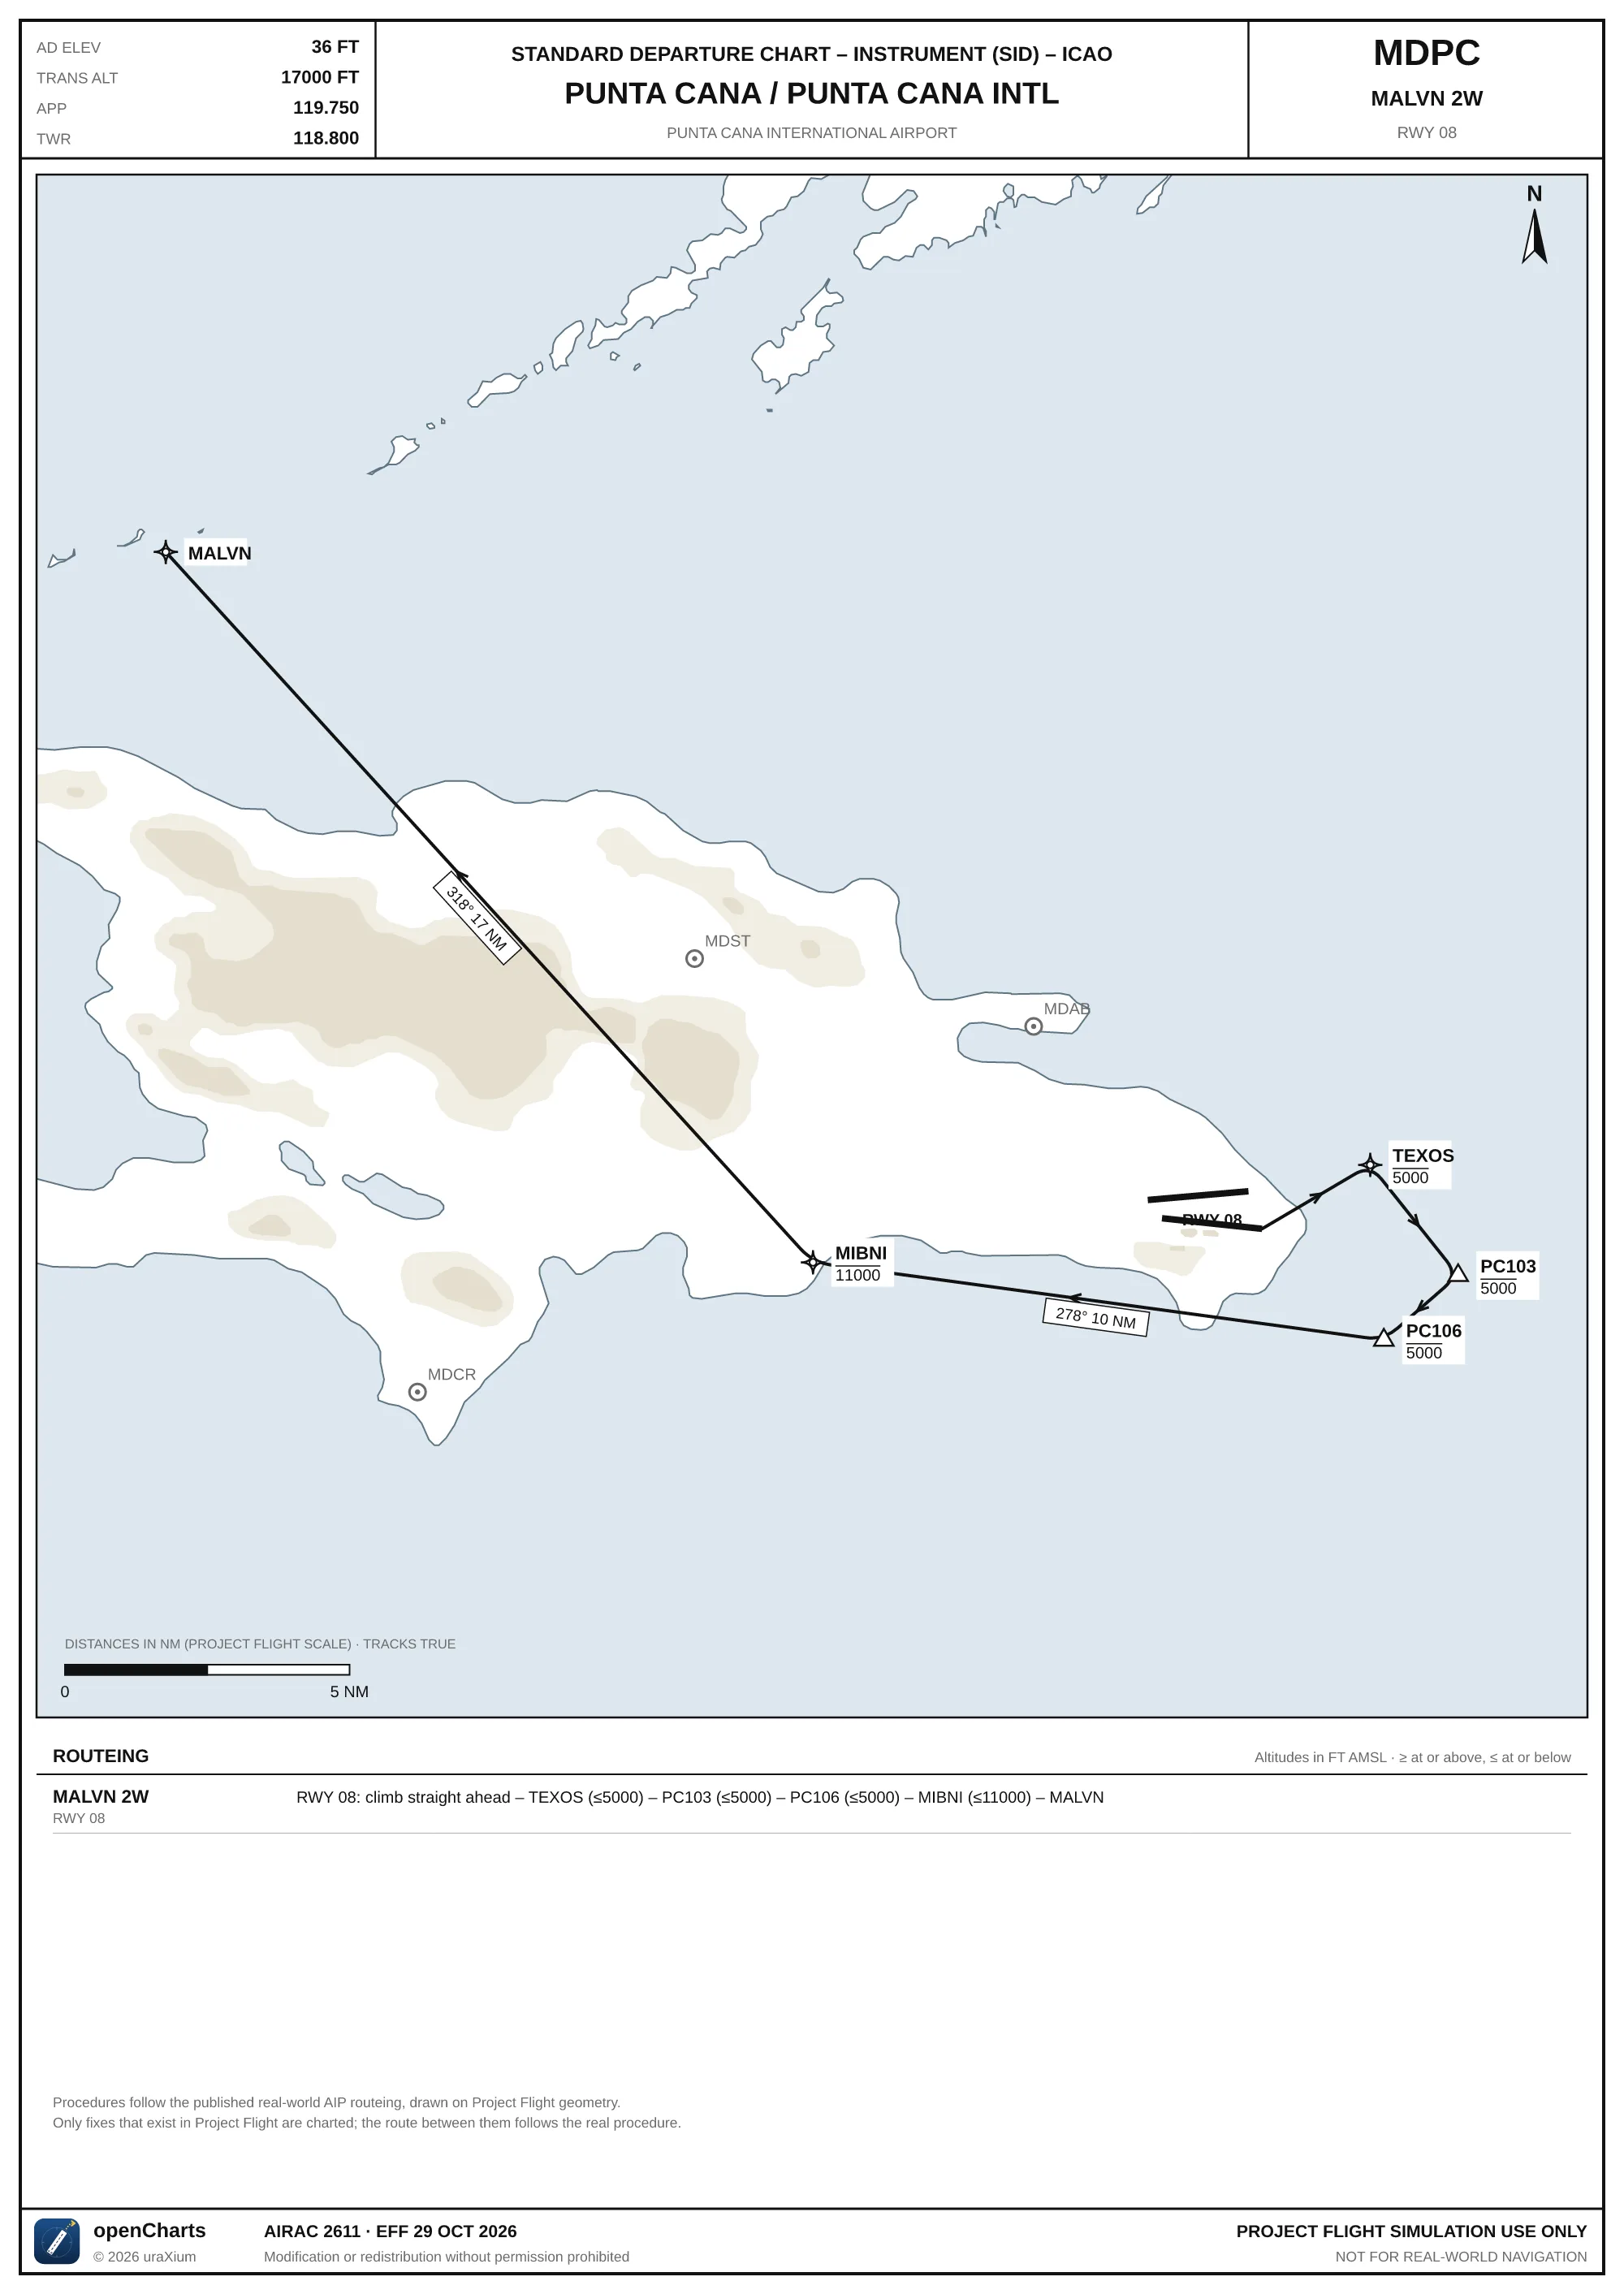 AD ELEV 36 FT
TRANS ALT 17000 FT
APP 119.750
TWR 118.800
STANDARD DEPARTURE CHART – INSTRUMENT (SID) – ICAO
PUNTA CANA / PUNTA CANA INTL
PUNTA CANA INTERNATIONAL AIRPORT
MDPC
MALVN 2W
RWY 08
N
MALVN
318° 17 NM
MDST
MDAB
TEXOS
5000
RWY 08
MIBNI
11000
PC103
5000
278° 10 NM
PC106
5000
MDCR
DISTANCES IN NM (PROJECT FLIGHT SCALE) · TRACKS TRUE
0 5 NM
ROUTEING Altitudes in FT AMSL · ≥ at or above, ≤ at or below
MALVN 2W RWY 08: climb straight ahead – TEXOS (≤5000) – PC103 (≤5000) – PC106 (≤5000) – MIBNI (≤11000) – MALVN
RWY 08
Procedures follow the published real-world AIP routeing, drawn on Project Flight geometry.
Only fixes that exist in Project Flight are charted; the route between them follows the real procedure.
openCharts AIRAC 2611 · EFF 29 OCT 2026 PROJECT FLIGHT SIMULATION USE ONLY
© 2026 uraXium Modification or redistribution without permission prohibited NOT FOR REAL-WORLD NAVIGATION